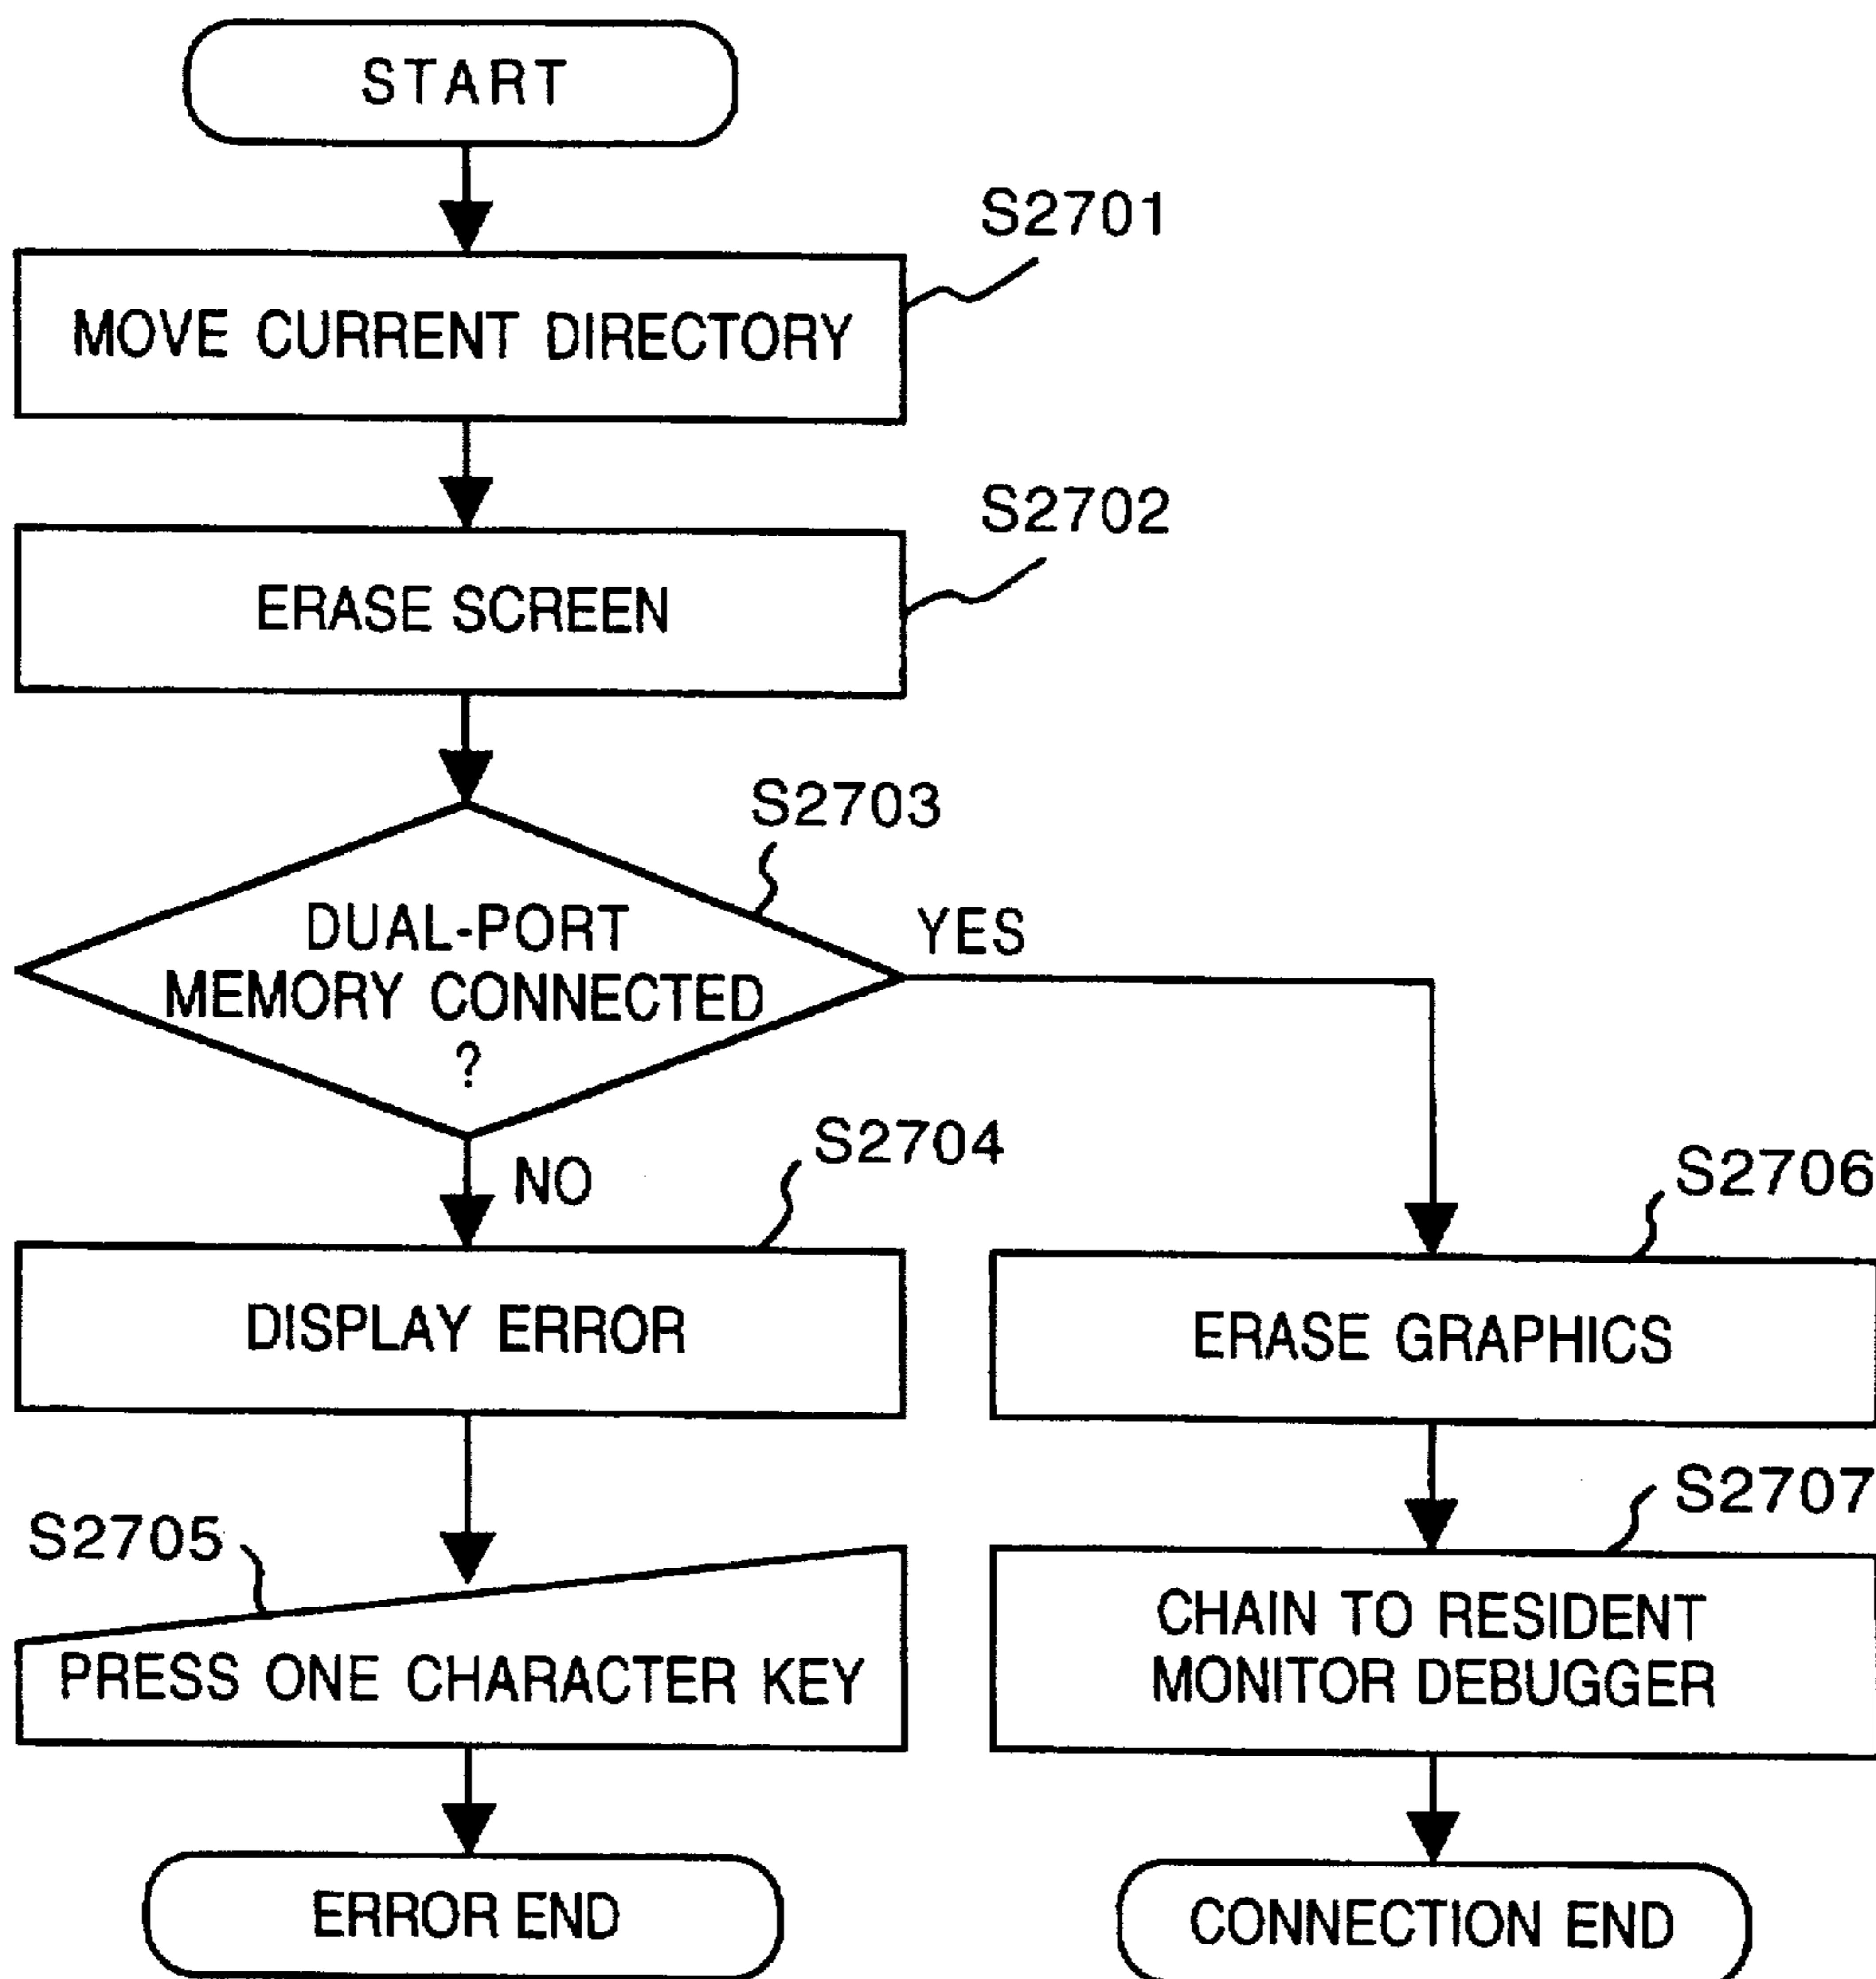 START
S2701
MOVE CURRENT DIRECTORY
S2702
ERASE SCREEN
S2703
DUAL-PORT
MEMORY CONNECTED
?
YES
NO
S2704
DISPLAY ERROR
S2705
PRESS ONE CHARACTER KEY
ERROR END
S2706
ERASE GRAPHICS
S2707
CHAIN TO RESIDENT
MONITOR DEBUGGER
CONNECTION END